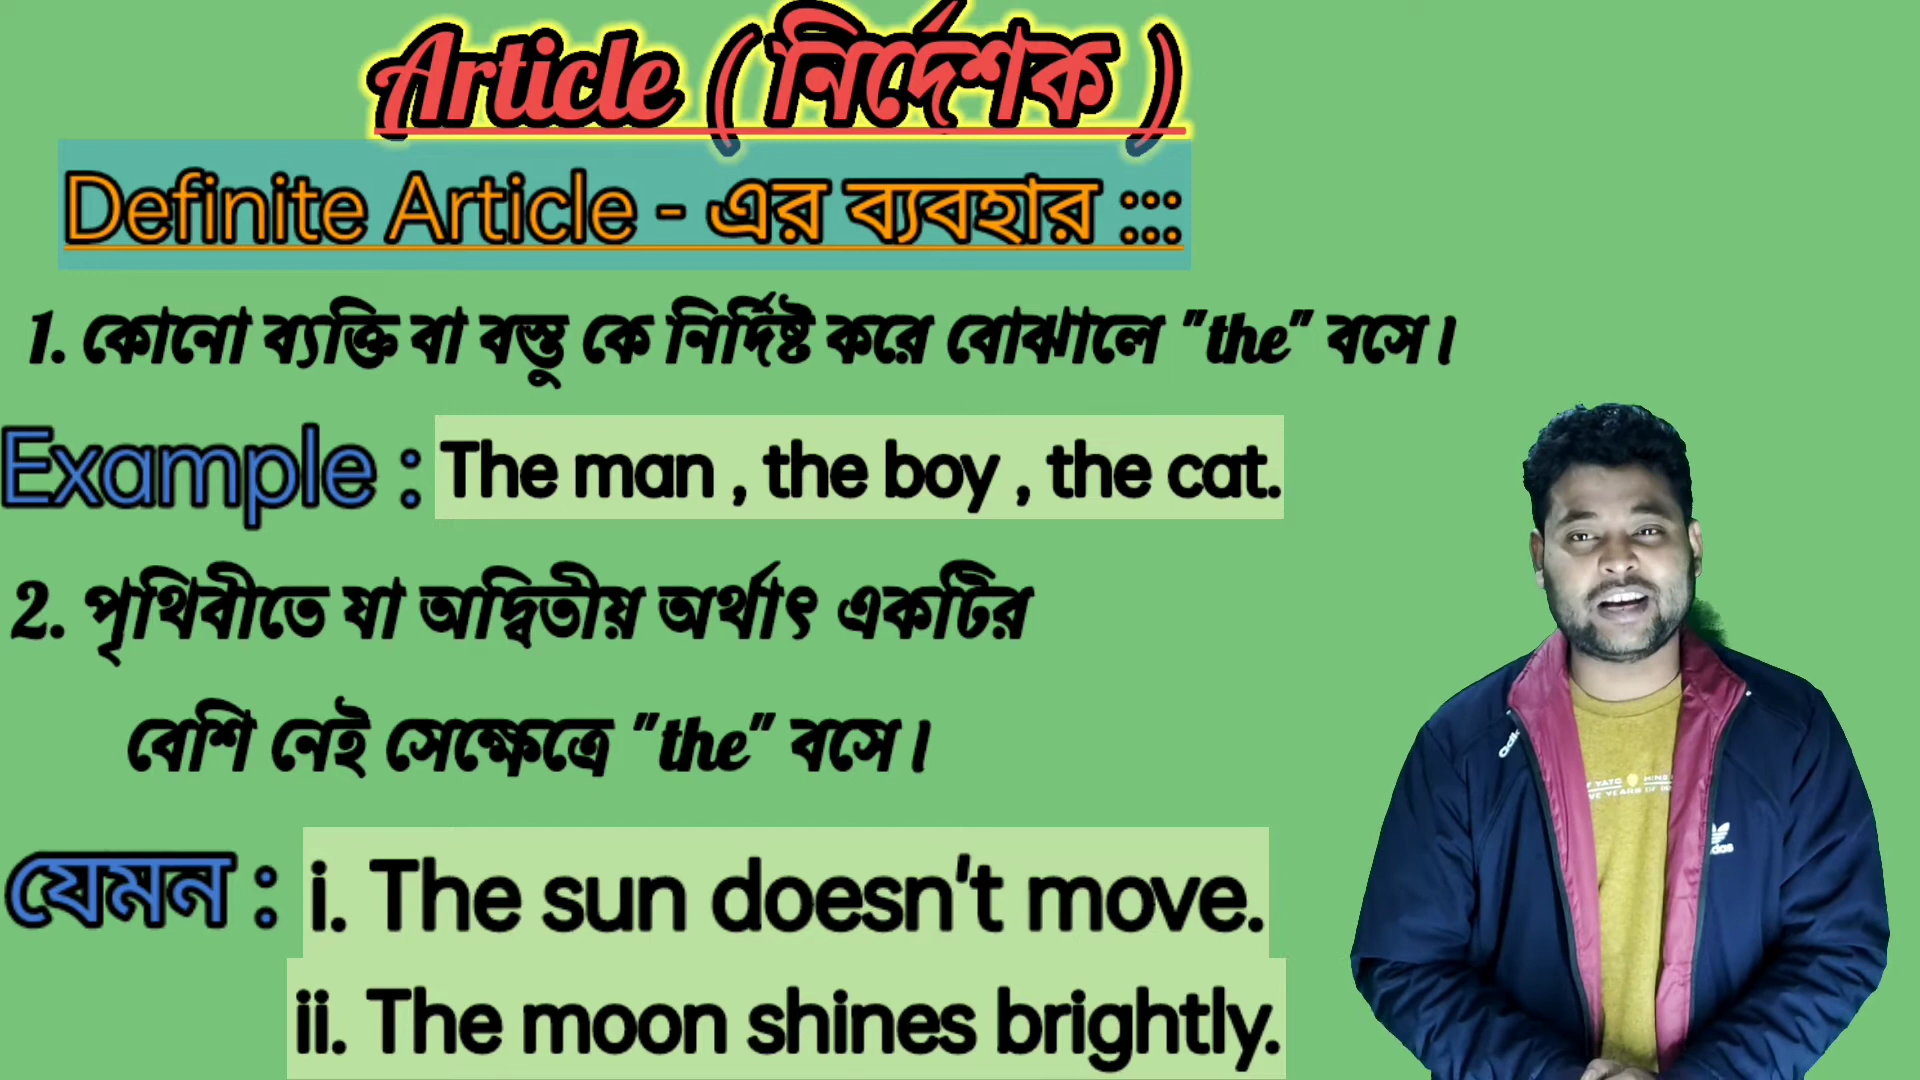 Article ( নির্দেশক )
Definite Article - এর ব্যবহার :::
1. কোনো ব্যক্তি বা বস্তু কে নির্দিষ্ট করে বোঝালে "the" বসে।
Example : The man , the boy , the cat.
2. পৃথিবীতে যা অদ্বিতীয় অর্থাৎ একটির
বেশি নেই সেক্ষেত্রে "the" বসে।
যেমন : i. The sun doesn't move.
ii. The moon shines brightly.